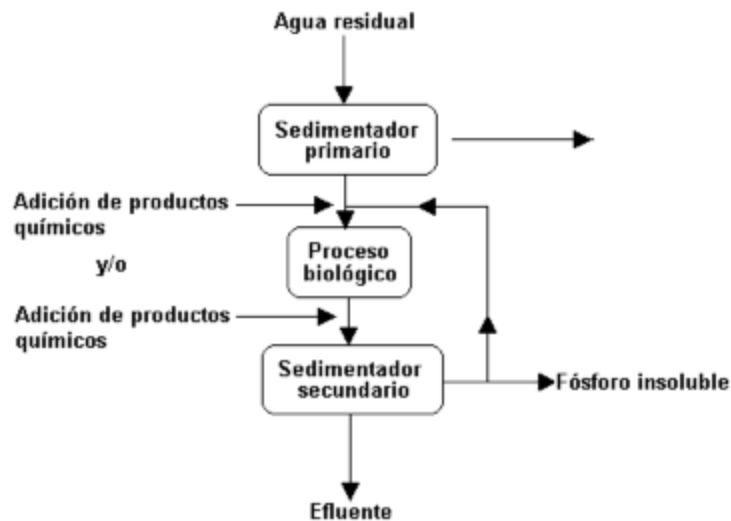 Agua residual
Sedimentador
primario
Adición de productos
químicos
y/o
Proceso
biológico
Adición de productos
químicos
Sedimentador
secundario
Fósforo insoluble
Efluente